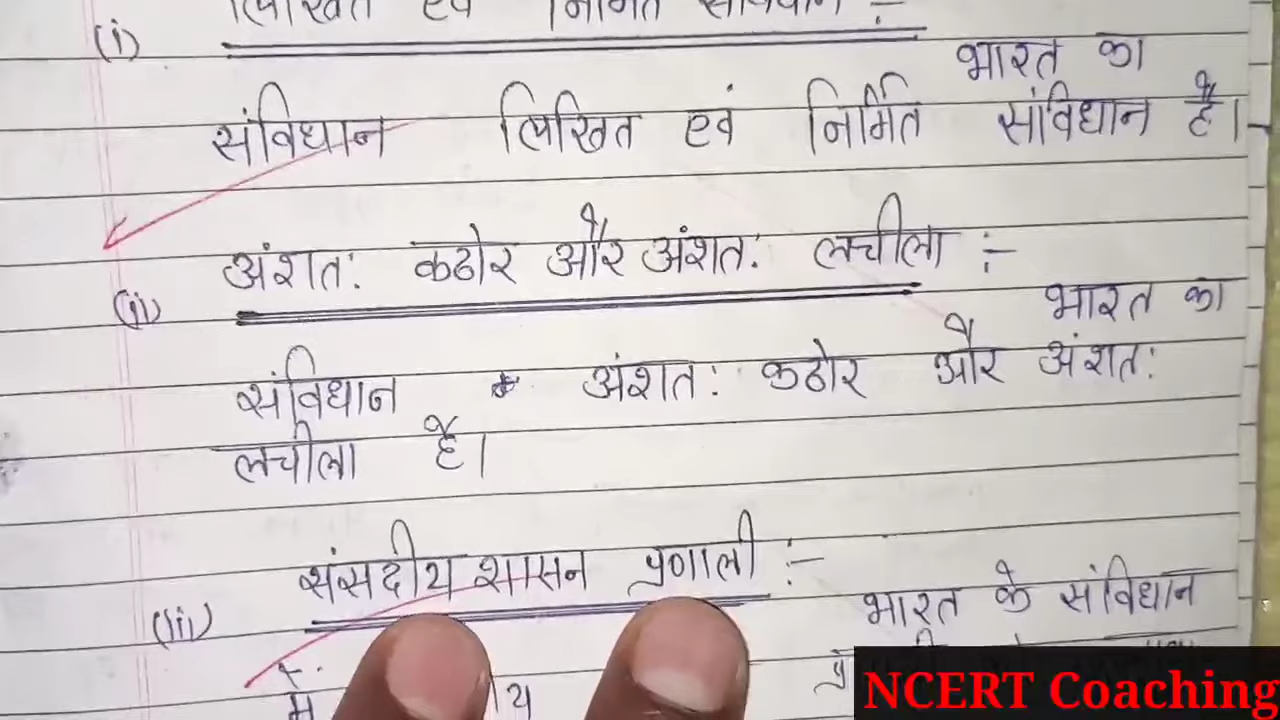 (i) लिखित एवं निर्मित संविधान :-
भारत का
संविधान लिखित एवं निर्मित संविधान है।
(ii) अंशत: कठोर और अंशत: लचीला :-
भारत का
संविधान अंशत: कठोर और अंशत:
लचीला है।
(iii) संसदीय शासन प्रणाली :-
भारत के संविधान
में
NCERT Coaching